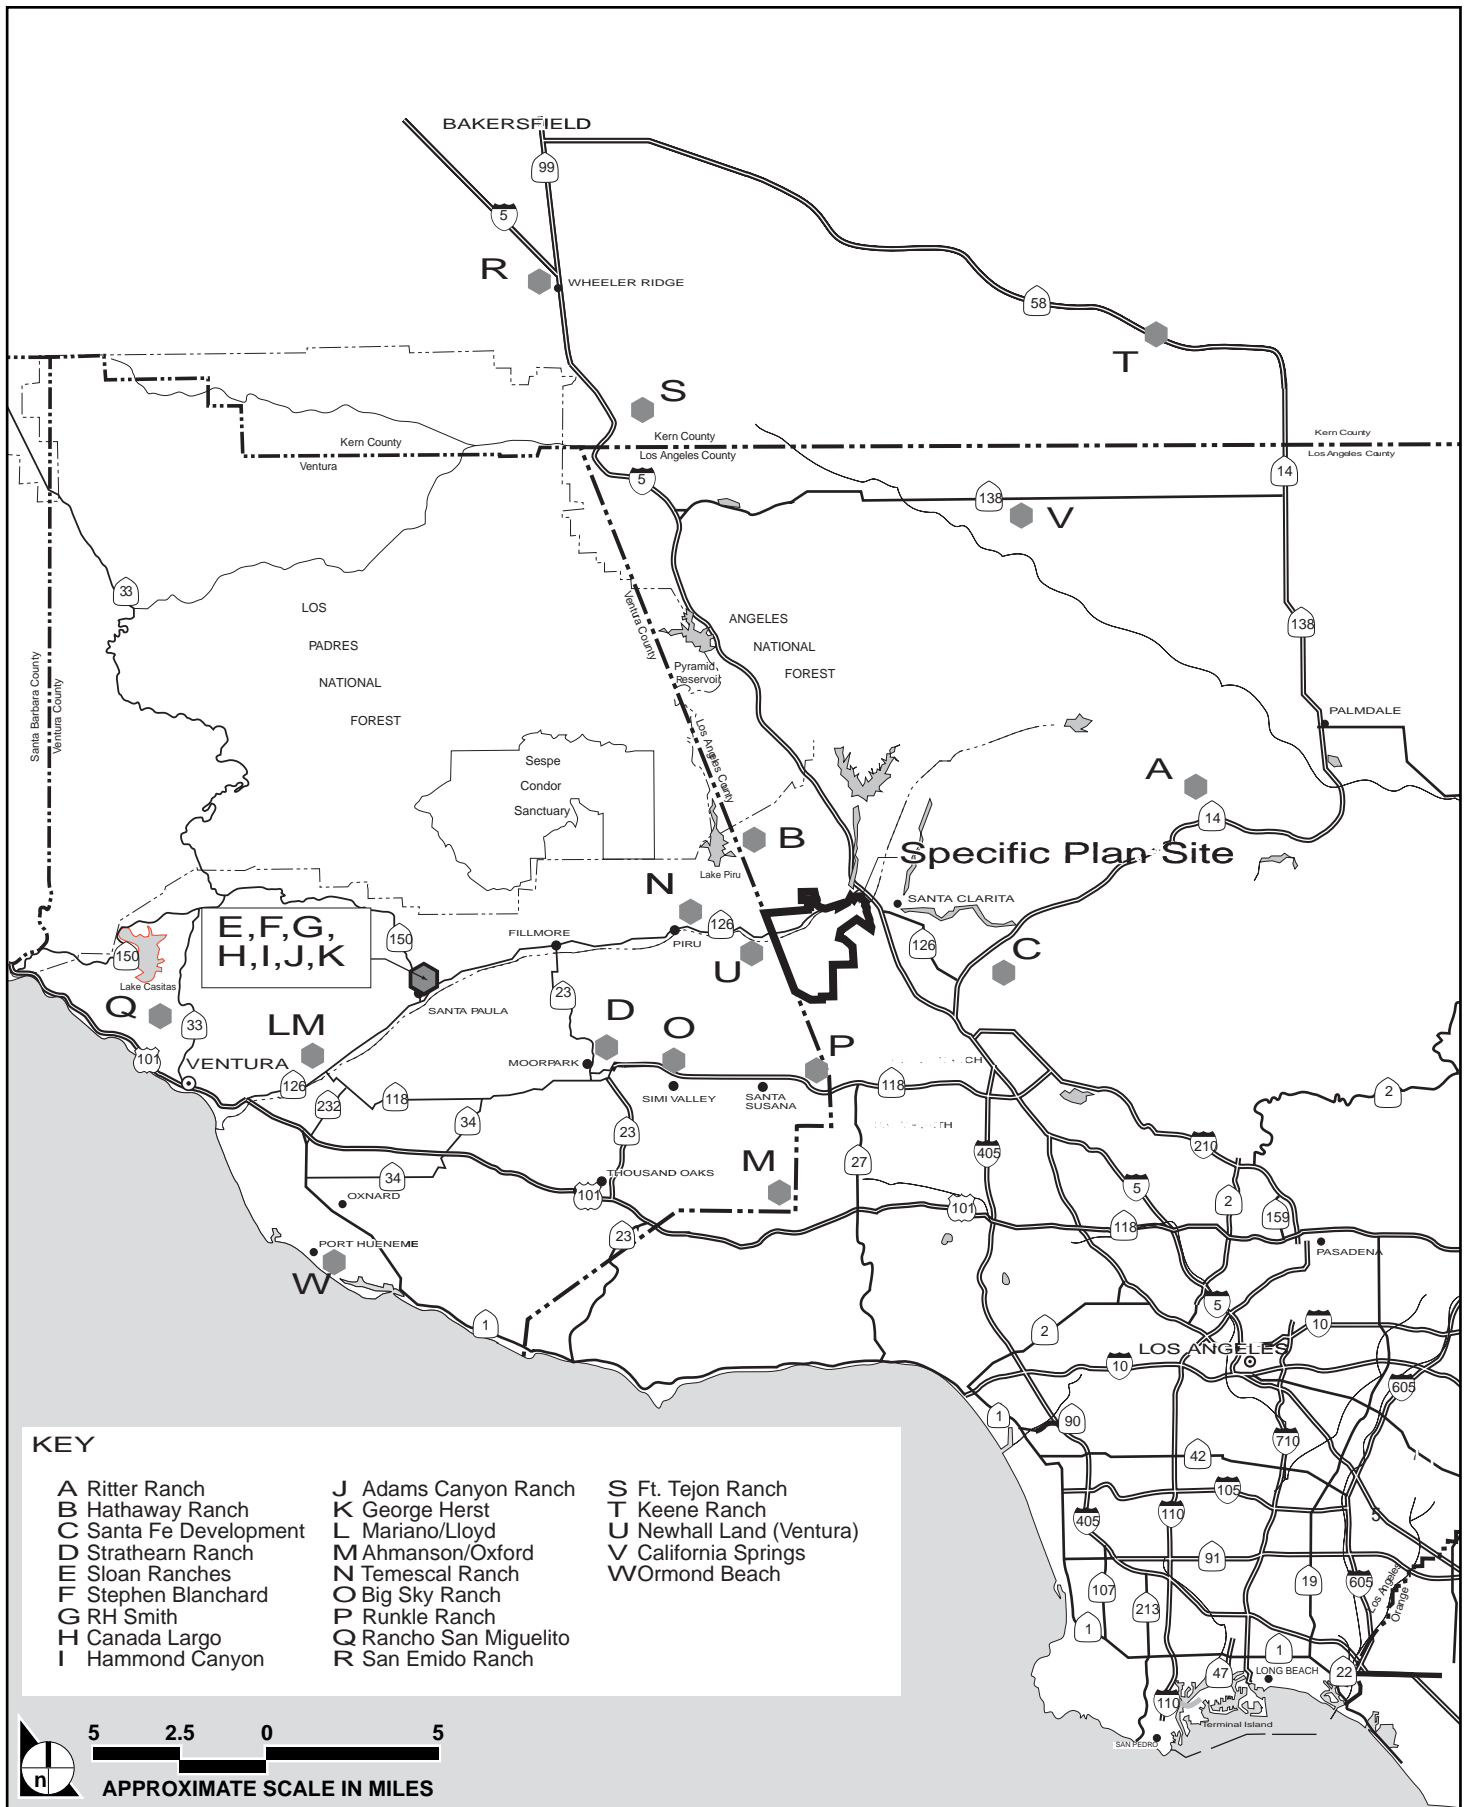 BAKERSFIELD
99
5
R
WHEELER RIDGE
58
T
S
Kern County
Ventura
Kern County
Los Angeles County
Kern County
Los Angeles County
5
14
138
V
33
LOS
PADRES
NATIONAL
FOREST
Ventura County
Los Angeles County
ANGELES
NATIONAL
FOREST
138
Pyramid
Reservoir
Santa Barbara County
Ventura County
PALMDALE
Sespe
Condor
Sanctuary
A
14
B
Lake Piru
Specific Plan Site
SANTA CLARITA
N
126
PIRU
FILLMORE
E,F,G,
H,I,J,K
150
150
Lake Casitas
126
C
U
Q
33
LM
SANTA PAULA
23
D
O
P
101
VENTURA
MOORPARK
126
232
118
34
SIMI VALLEY
SANTA
SUSANA
118
2
23
M
27
405
210
34
OXNARD
THOUSAND OAKS
101
101
5
2
159
118
23
PASADENA
PORT HUENEME
W
1
5
10
2
LOS ANGELES
10
605
1
90
710
42
105
405
110
5
91
107
213
19
605
Los Angeles
Orange
1
1
47
LONG BEACH
22
110
Terminal Island
SAN PEDRO
KEY
A Ritter Ranch
B Hathaway Ranch
C Santa Fe Development
D Strathearn Ranch
E Sloan Ranches
F Stephen Blanchard
G RH Smith
H Canada Largo
I Hammond Canyon
J Adams Canyon Ranch
K George Herst
L Mariano/Lloyd
M Ahmanson/Oxford
N Temescal Ranch
O Big Sky Ranch
P Runkle Ranch
Q Rancho San Miguelito
R San Emido Ranch
S Ft. Tejon Ranch
T Keene Ranch
U Newhall Land (Ventura)
V California Springs
W Ormond Beach
5 2.5 0 5
APPROXIMATE SCALE IN MILES
n